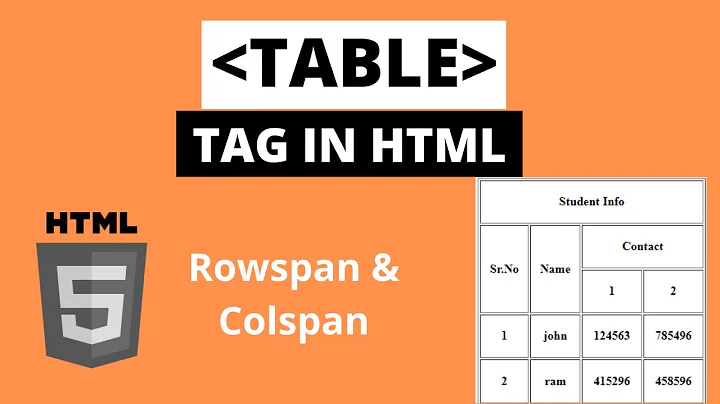 <TABLE>
TAG IN HTML
HTML
5
Rowspan &
Colspan
Student Info
Sr.No Name Contact
1 2
1 john 124563 785496
2 ram 415296 458596